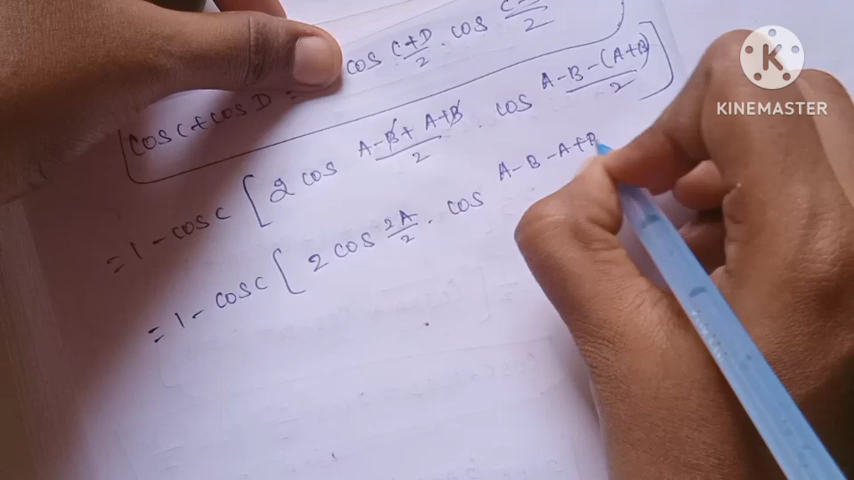 cos C + cos D = cos C+D/2 . cos C-D/2
= 1 - cos C [ 2 cos A-B+A+B/2 . cos A-B-(A+B)/2 ]
= 1 - cos C [ 2 cos 2A/2 . cos A-B-A+B
KINEMASTER